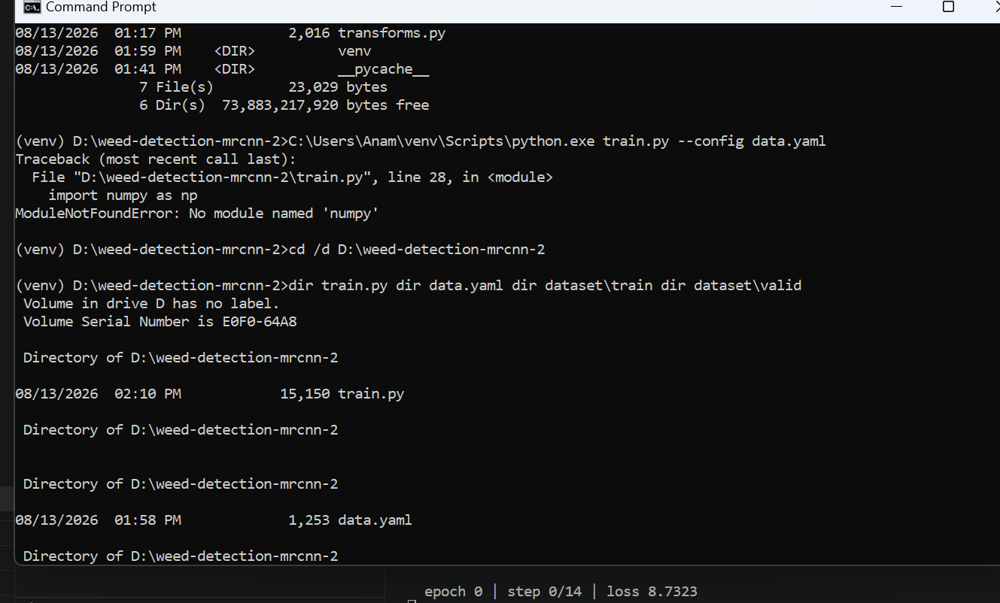 Command Prompt
08/13/2026  01:17 PM             2,016 transforms.py
08/13/2026  01:59 PM    <DIR>          venv
08/13/2026  01:41 PM    <DIR>          __pycache__
               7 File(s)         23,029 bytes
               6 Dir(s)  73,883,217,920 bytes free
(venv) D:\weed-detection-mrcnn-2>C:\Users\Anam\venv\Scripts\python.exe train.py --config data.yaml
Traceback (most recent call last):
  File "D:\weed-detection-mrcnn-2\train.py", line 28, in <module>
    import numpy as np
ModuleNotFoundError: No module named 'numpy'
(venv) D:\weed-detection-mrcnn-2>cd /d D:\weed-detection-mrcnn-2
(venv) D:\weed-detection-mrcnn-2>dir train.py dir data.yaml dir dataset\train dir dataset\valid
 Volume in drive D has no label.
 Volume Serial Number is E0F0-64A8
 Directory of D:\weed-detection-mrcnn-2
08/13/2026  02:10 PM            15,150 train.py
 Directory of D:\weed-detection-mrcnn-2
 Directory of D:\weed-detection-mrcnn-2
08/13/2026  01:58 PM             1,253 data.yaml
 Directory of D:\weed-detection-mrcnn-2
epoch 0 | step 0/14 | loss 8.7323